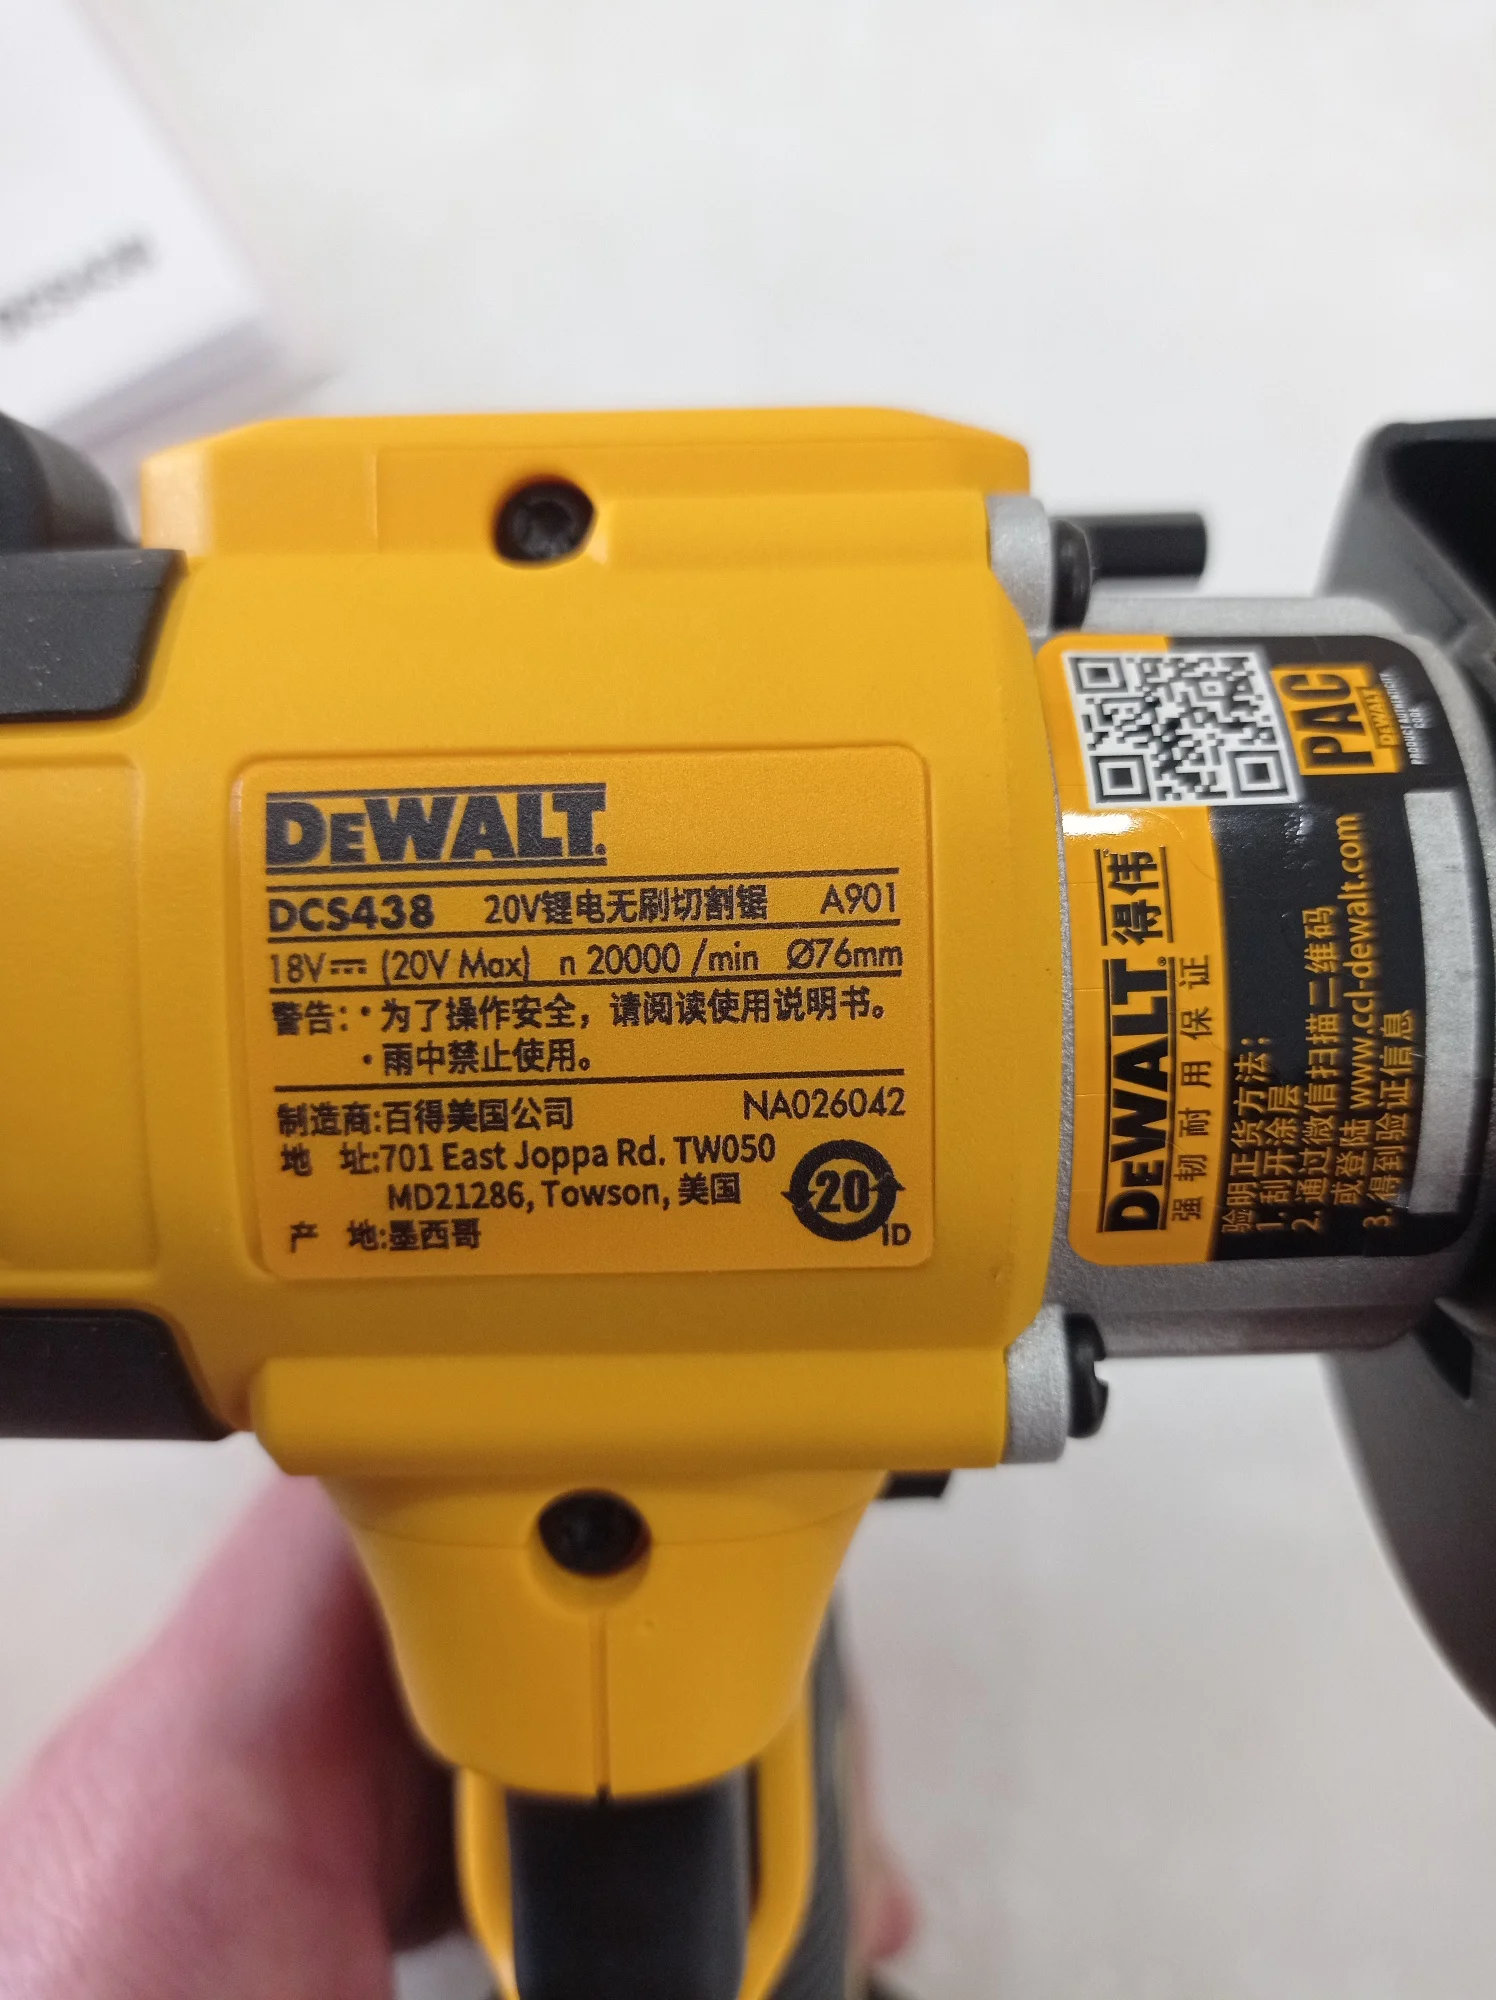 DEWALT
DCS438 20V锂电无刷切割锯 A901
18V⎓ (20V Max) n 20000 /min Ø76mm
警告:·为了操作安全，请阅读使用说明书。
·雨中禁止使用。
制造商:百得美国公司 NA026042
地 址:701 East Joppa Rd. TW050
MD21286, Towson, 美国
产 地:墨西哥
20
ID
PAC
DEWALT
PRODUCT AUTHENTICITY
CODE
DEWALT 得伟
强韧耐用保证
验明正货方法；
1. 刮开涂层
2. 通过微信扫描二维码
或登陆 www.ccl-dewalt.com
3. 得到验证信息